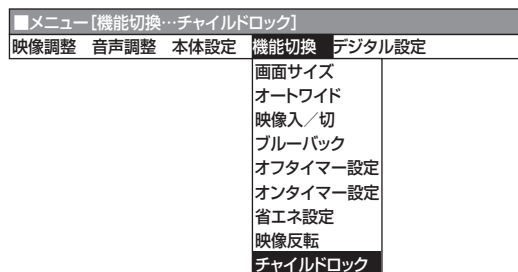 ■メニュー［機能切換…チャイルドロック］
映像調整 音声調整 本体設定 機能切換 デジタル設定
画面サイズ
オートワイド
映像入／切
ブルーバック
オフタイマー設定
オンタイマー設定
省エネ設定
映像反転
チャイルドロック